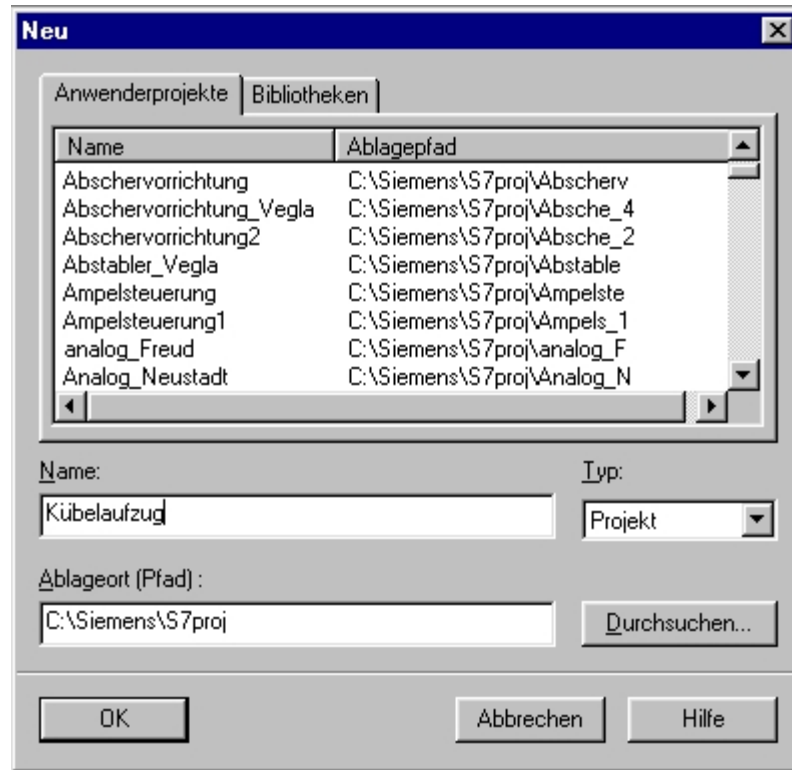 Neu
Anwenderprojekte Bibliotheken
Name Ablagepfad
Abschervorrichtung C:\Siemens\S7proj\Abscherv
Abschervorrichtung_Vegla C:\Siemens\S7proj\Absche_4
Abschervorrichtung2 C:\Siemens\S7proj\Absche_2
Abstabler_Vegla C:\Siemens\S7proj\Abstable
Ampelsteuerung C:\Siemens\S7proj\Ampelste
Ampelsteuerung1 C:\Siemens\S7proj\Ampels_1
analog_Freud C:\Siemens\S7proj\analog_F
Analog_Neustadt C:\Siemens\S7proj\Analog_N
Name: Typ:
Kübelaufzug Projekt
Ablageort (Pfad) :
C:\Siemens\S7proj Durchsuchen...
OK Abbrechen Hilfe